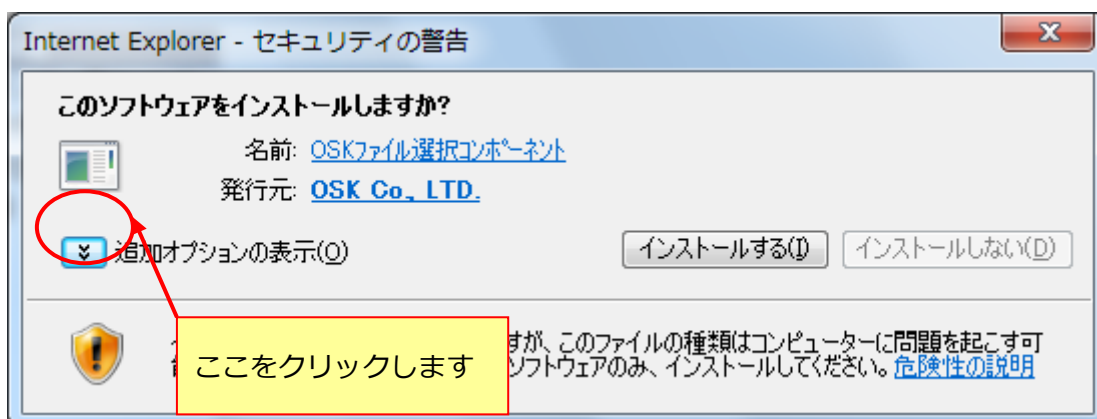 Internet Explorer - セキュリティの警告
このソフトウェアをインストールしますか?
名前: OSKファイル選択コンポーネント
発行元: OSK Co., LTD.
追加オプションの表示(O)
インストールする(I)
インストールしない(D)
すが、このファイルの種類はコンピューターに問題を起こす可
ソフトウェアのみ、インストールしてください。危険性の説明
ここをクリックします